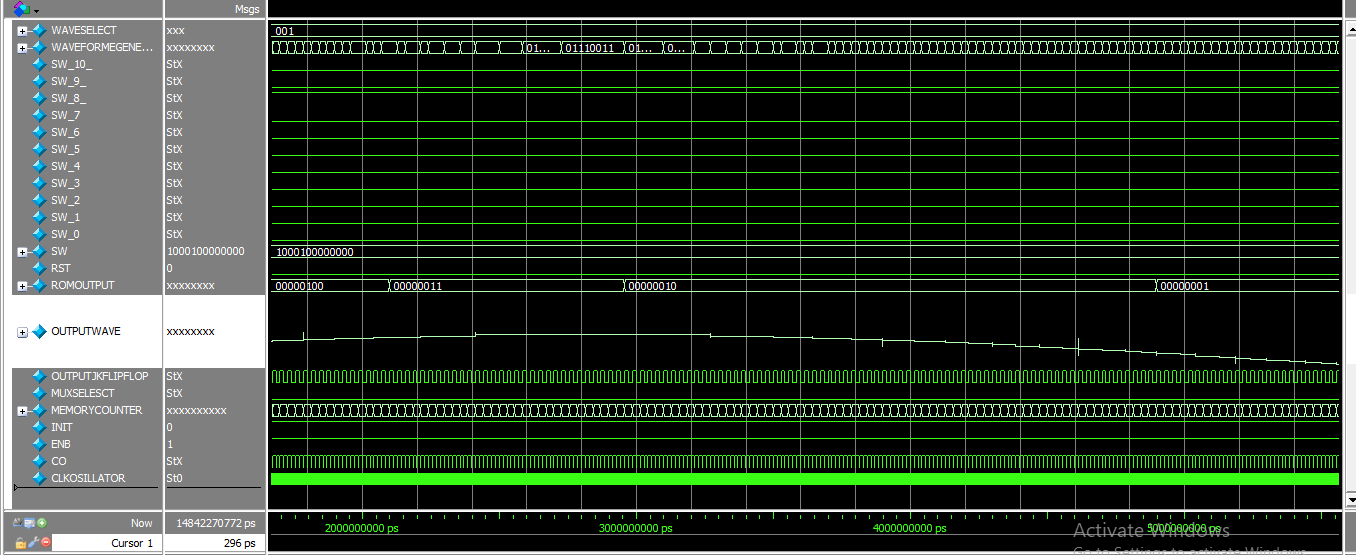 Msgs
WAVESELECT xxx 001
WAVEFORMEGENE... xxxxxxxx 01... 01110011 01... 0...
SW_10_ StX
SW_9_ StX
SW_8_ StX
SW_7 StX
SW_6 StX
SW_5 StX
SW_4 StX
SW_3 StX
SW_2 StX
SW_1 StX
SW_0 StX
SW 1000100000000 1000100000000
RST 0
ROMOUTPUT xxxxxxxx 00000100 00000011 00000010 00000001
OUTPUTWAVE xxxxxxxx
OUTPUTJKFLIPFLOP StX
MUXSELESCT StX
MEMORYCOUNTER xxxxxxxxxx
INIT 0
ENB 1
CO StX
CLKOSILLATOR St0
Now 14842270772 ps 2000000000 ps 3000000000 ps 4000000000 ps 5000000000 ps
Cursor 1 296 ps
Activate Windows
Go to Settings to activate Windows